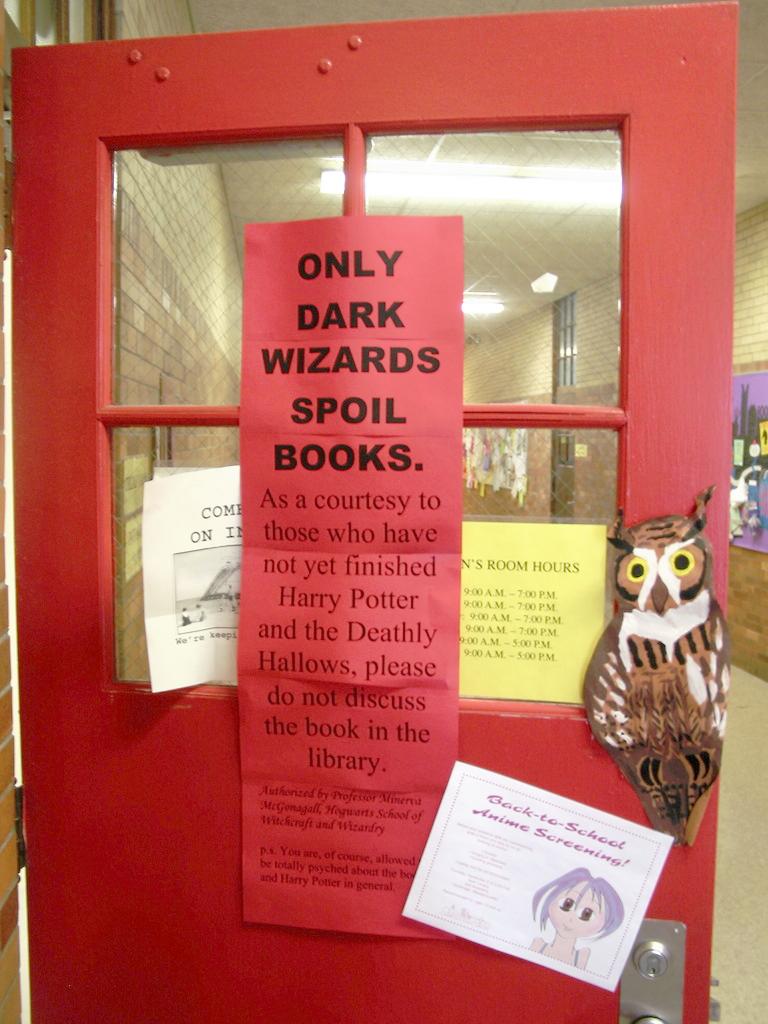 ONLY
DARK
WIZARDS
SPOIL
BOOKS.
As a courtesy to
those who have
not yet finished
Harry Potter
and the Deathly
Hallows, please
do not discuss
the book in the
library.
Authorized by Professor Minerva
McGonagall, Hogwarts School of
Witchcraft and Wizardry
p.s. You are, of course, allowed
be totally psyched about the
and Harry Potter in general.
COME
ON
We're
N'S ROOM HOURS
9:00 A.M. – 7:00 P.M.
9:00 A.M. – 7:00 P.M.
9:00 A.M. – 7:00 P.M.
9:00 A.M. – 7:00 P.M.
9:00 A.M. – 5:00 P.M.
9:00 A.M. – 5:00 P.M.
Back-to-School
Anime Screening!